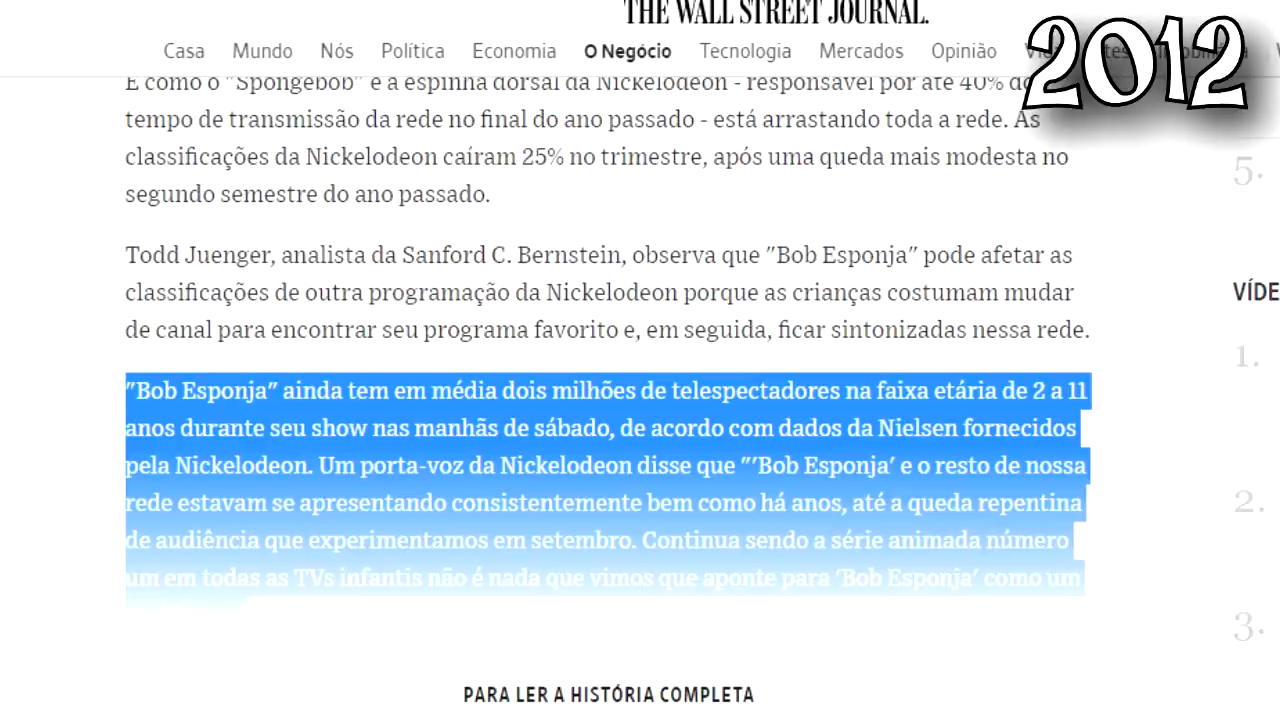 THE WALL STREET JOURNAL.
2012
Casa Mundo Nós Política Economia O Negócio Tecnologia Mercados Opinião
E como o "Spongebob" é a espinha dorsal da Nickelodeon - responsável por até 40% do
tempo de transmissão da rede no final do ano passado - está arrastando toda a rede. As
classificações da Nickelodeon caíram 25% no trimestre, após uma queda mais modesta no
segundo semestre do ano passado.
5.
Todd Juenger, analista da Sanford C. Bernstein, observa que "Bob Esponja" pode afetar as
classificações de outra programação da Nickelodeon porque as crianças costumam mudar
de canal para encontrar seu programa favorito e, em seguida, ficar sintonizadas nessa rede.
VÍDE
1.
"Bob Esponja" ainda tem em média dois milhões de telespectadores na faixa etária de 2 a 11
anos durante seu show nas manhãs de sábado, de acordo com dados da Nielsen fornecidos
pela Nickelodeon. Um porta-voz da Nickelodeon disse que "'Bob Esponja' e o resto de nossa
rede estavam se apresentando consistentemente bem como há anos, até a queda repentina
de audiência que experimentamos em setembro. Continua sendo a série animada número
um em todas as TVs infantis não é nada que vimos que aponte para 'Bob Esponja' como um
2.
3.
PARA LER A HISTÓRIA COMPLETA